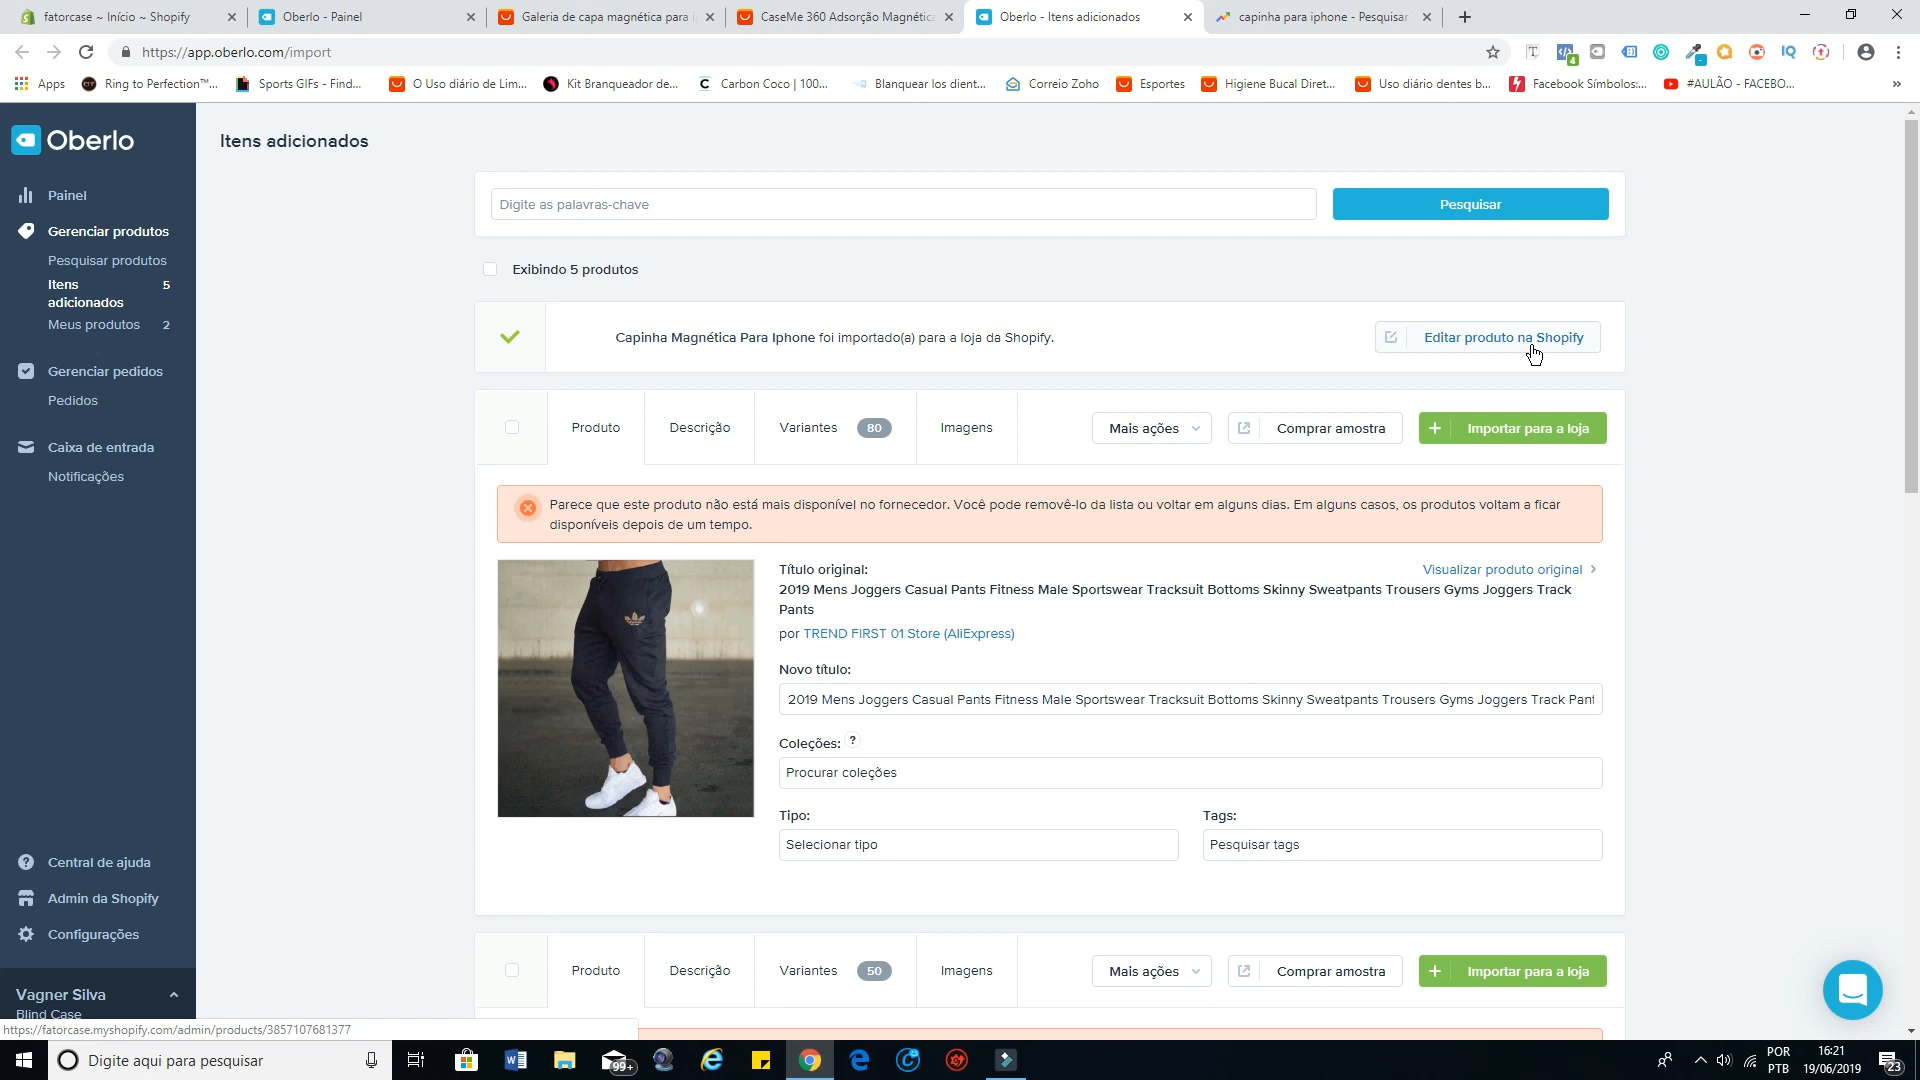 fatorcase ~ Início ~ Shopify
Oberlo - Painel
Galeria de capa magnética para i
CaseMe 360 Adsorção Magnética
Oberlo - Itens adicionados
capinha para iphone - Pesquisar
https://app.oberlo.com/import
4
Apps
Ring to Perfection™...
Sports GIFs - Find...
O Uso diário de Lim...
Kit Branqueador de...
Carbon Coco | 100...
Blanquear los dient...
Correio Zoho
Esportes
Higiene Bucal Diret...
Uso diário dentes b...
Facebook Símbolos:...
#AULÃO - FACEBO...
»
Oberlo
Itens adicionados
Painel
Gerenciar produtos
Pesquisar produtos
Itens adicionados 5
Meus produtos 2
Gerenciar pedidos
Pedidos
Caixa de entrada
Notificações
Central de ajuda
Admin da Shopify
Configurações
Vagner Silva
Blind Case
Digite as palavras-chave
Pesquisar
Exibindo 5 produtos
Capinha Magnética Para Iphone foi importado(a) para a loja da Shopify.
Editar produto na Shopify
Produto
Descrição
Variantes 80
Imagens
Mais ações
Comprar amostra
+ Importar para a loja
Parece que este produto não está mais disponível no fornecedor. Você pode removê-lo da lista ou voltar em alguns dias. Em alguns casos, os produtos voltam a ficar
disponíveis depois de um tempo.
Título original:
Visualizar produto original
2019 Mens Joggers Casual Pants Fitness Male Sportswear Tracksuit Bottoms Skinny Sweatpants Trousers Gyms Joggers Track
Pants
por TREND FIRST 01 Store (AliExpress)
Novo título:
2019 Mens Joggers Casual Pants Fitness Male Sportswear Tracksuit Bottoms Skinny Sweatpants Trousers Gyms Joggers Track Pant
Coleções: ?
Procurar coleções
Tipo:
Tags:
Selecionar tipo
Pesquisar tags
Produto
Descrição
Variantes 50
Imagens
Mais ações
Comprar amostra
+ Importar para a loja
https://fatorcase.myshopify.com/admin/products/3857107681377
Digite aqui para pesquisar
99+
POR
PTB
16:21
19/06/2019
23